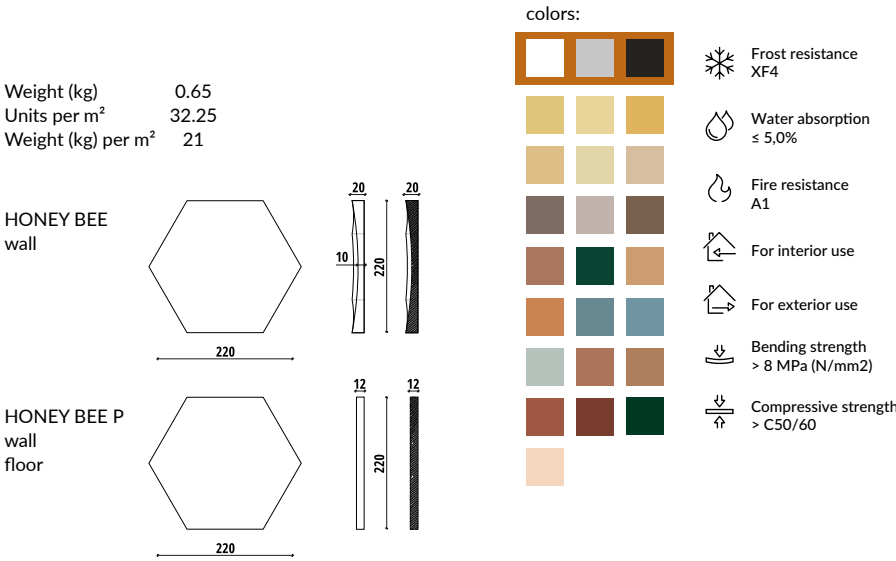 colors:
Weight (kg) 0.65
Units per m² 32.25
Weight (kg) per m² 21
HONEY BEE
wall
20 20
10
220
220
HONEY BEE P
wall
floor
12 12
220
220
Frost resistance
XF4
Water absorption
≤ 5,0%
Fire resistance
A1
For interior use
For exterior use
Bending strength
> 8 MPa (N/mm2)
Compressive strength
> C50/60